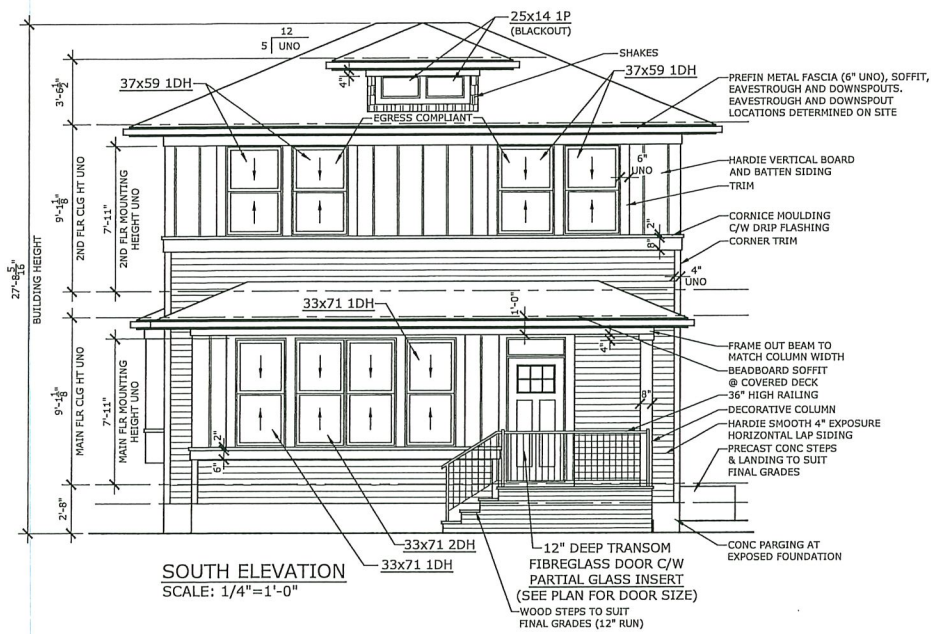 25x14 1P
(BLACKOUT)
12
5 UNO
SHAKES
37x59 1DH
37x59 1DH
4"
EGRESS COMPLIANT
PREFIN METAL FASCIA (6" UNO), SOFFIT,
EAVESTROUGH AND DOWNSPOUTS.
EAVESTROUGH AND DOWNSPOUT
LOCATIONS DETERMINED ON SITE
3'-6½"
6"
UNO
HARDIE VERTICAL BOARD
AND BATTEN SIDING
TRIM
9'-1⅛"
2ND FLR CLG HT UNO
7'-11"
2ND FLR MOUNTING
HEIGHT UNO
2"
8"
CORNICE MOULDING
C/W DRIP FLASHING
CORNER TRIM
4"
UNO
27'-8 5/16"
BUILDING HEIGHT
33x71 1DH
1'-0"
4"
FRAME OUT BEAM TO
MATCH COLUMN WIDTH
BEADBOARD SOFFIT
@ COVERED DECK
36" HIGH RAILING
8"
DECORATIVE COLUMN
HARDIE SMOOTH 4" EXPOSURE
HORIZONTAL LAP SIDING
PRECAST CONC STEPS
& LANDING TO SUIT
FINAL GRADES
9'-1⅛"
MAIN FLR CLG HT UNO
7'-11"
MAIN FLR MOUNTING
HEIGHT UNO
2"
6"
2'-8"
33x71 2DH
33x71 1DH
12" DEEP TRANSOM
FIBREGLASS DOOR C/W
PARTIAL GLASS INSERT
(SEE PLAN FOR DOOR SIZE)
WOOD STEPS TO SUIT
FINAL GRADES (12" RUN)
CONC PARGING AT
EXPOSED FOUNDATION
SOUTH ELEVATION
SCALE: 1/4"=1'-0"